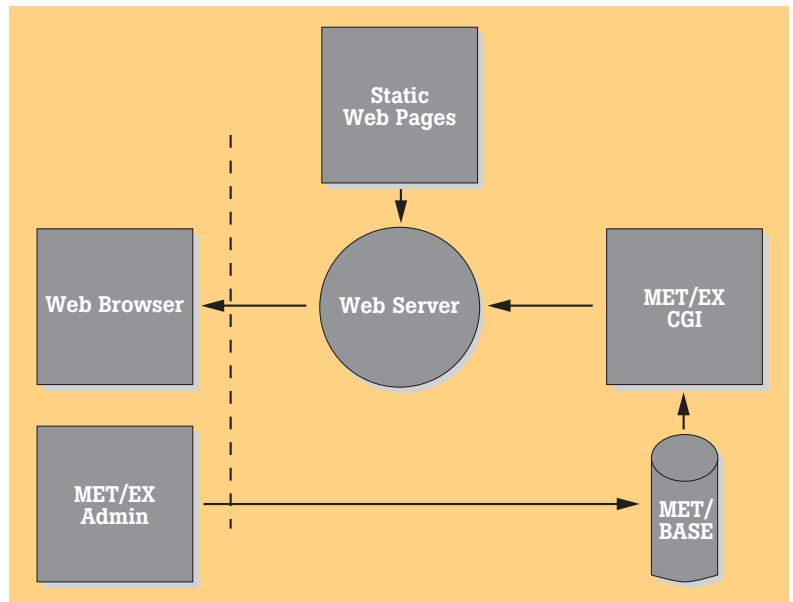 Static
Web Pages
Web Browser
Web Server
MET/EX
CGI
MET/EX
Admin
MET/
BASE